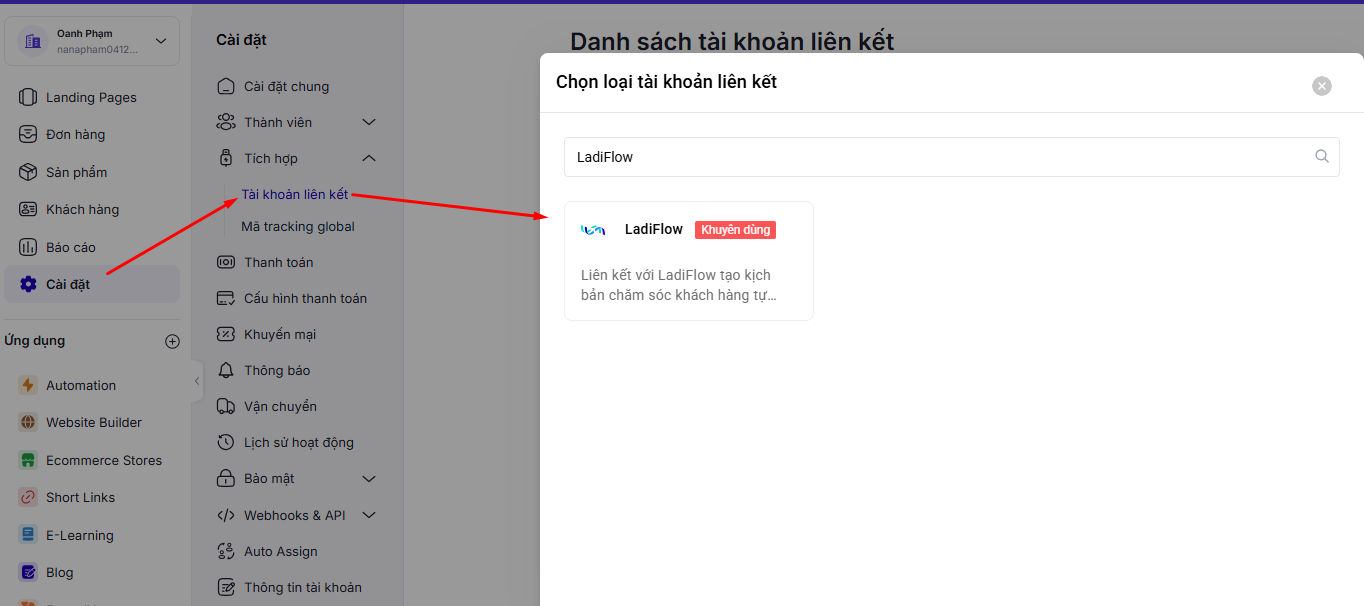 Oanh Phạm
nanapham0412...
Landing Pages
Đơn hàng
Sản phẩm
Khách hàng
Báo cáo
Cài đặt
Ứng dụng
Automation
Website Builder
Ecommerce Stores
Short Links
E-Learning
Blog
Cài đặt
Cài đặt chung
Thành viên
Tích hợp
Tài khoản liên kết
Mã tracking global
Thanh toán
Cấu hình thanh toán
Khuyến mại
Thông báo
Vận chuyển
Lịch sử hoạt động
Bảo mật
Webhooks & API
Auto Assign
Thông tin tài khoản
Danh sách tài khoản liên kết
Chọn loại tài khoản liên kết
LadiFlow
LadiFlow Khuyên dùng
Liên kết với LadiFlow tạo kịch
bản chăm sóc khách hàng tự...